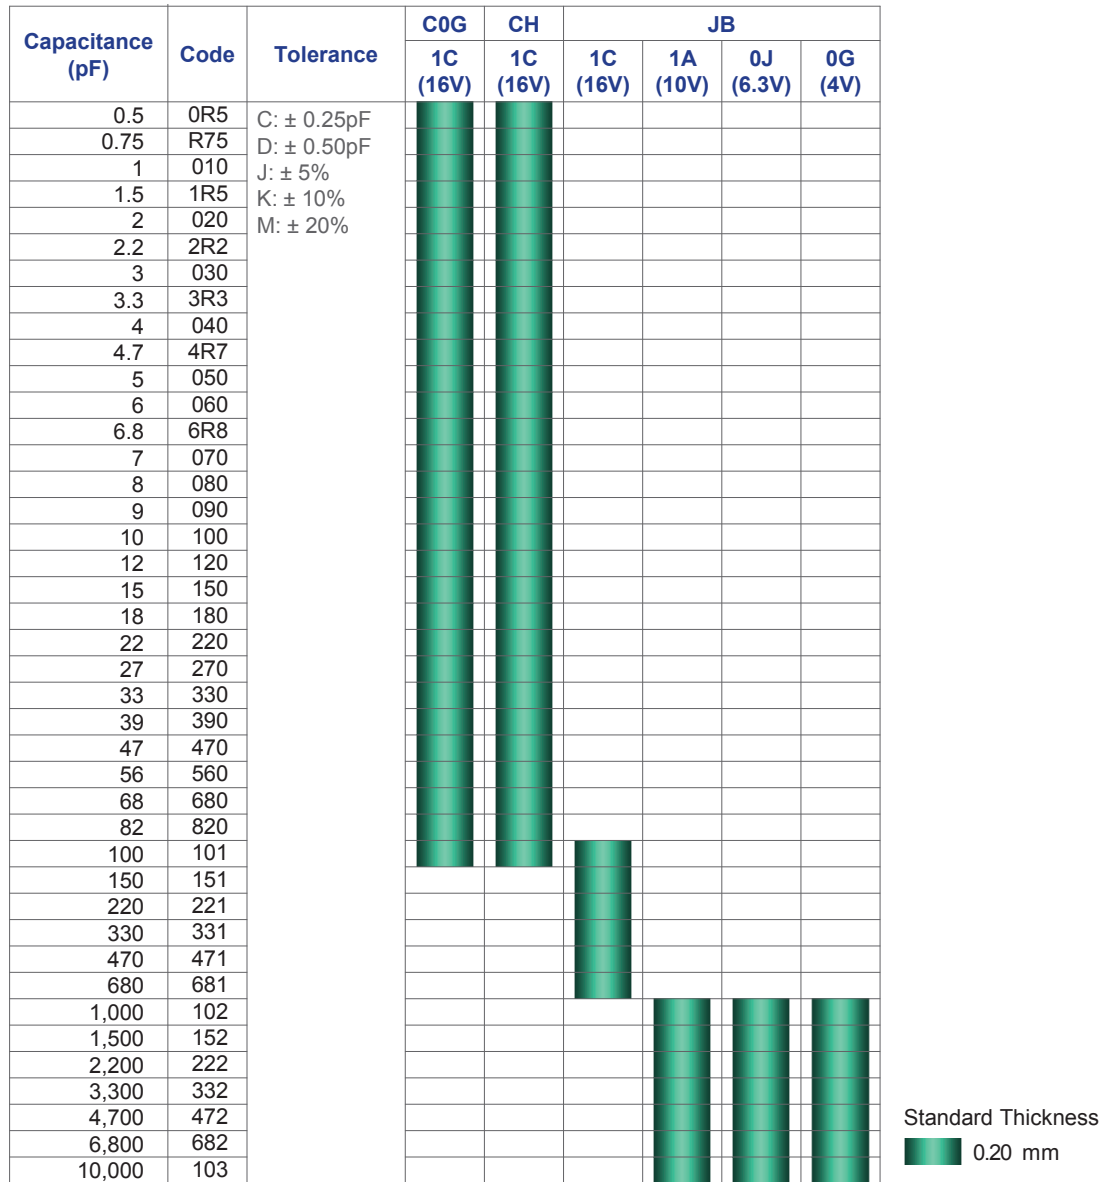 Capacitance (pF) Code Tolerance C0G CH JB
1C (16V) 1C (16V) 1C (16V) 1A (10V) 0J (6.3V) 0G (4V)
0.5 0R5 C: ± 0.25pF
0.75 R75 D: ± 0.50pF
1 010 J: ± 5%
1.5 1R5 K: ± 10%
2 020 M: ± 20%
2.2 2R2
3 030
3.3 3R3
4 040
4.7 4R7
5 050
6 060
6.8 6R8
7 070
8 080
9 090
10 100
12 120
15 150
18 180
22 220
27 270
33 330
39 390
47 470
56 560
68 680
82 820
100 101
150 151
220 221
330 331
470 471
680 681
1,000 102
1,500 152
2,200 222
3,300 332
4,700 472
6,800 682
10,000 103
Standard Thickness
0.20 mm